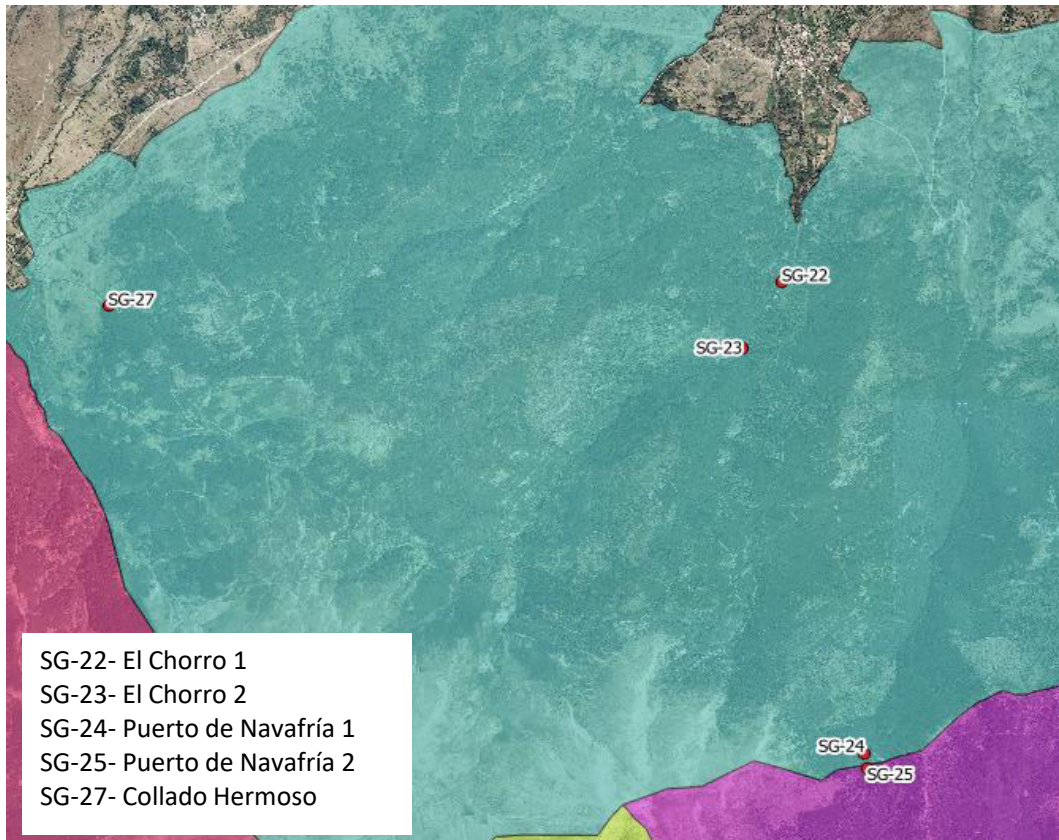 SG-22
SG-27
SG-23
SG-24
SG-25
SG-22- El Chorro 1
SG-23- El Chorro 2
SG-24- Puerto de Navafría 1
SG-25- Puerto de Navafría 2
SG-27- Collado Hermoso